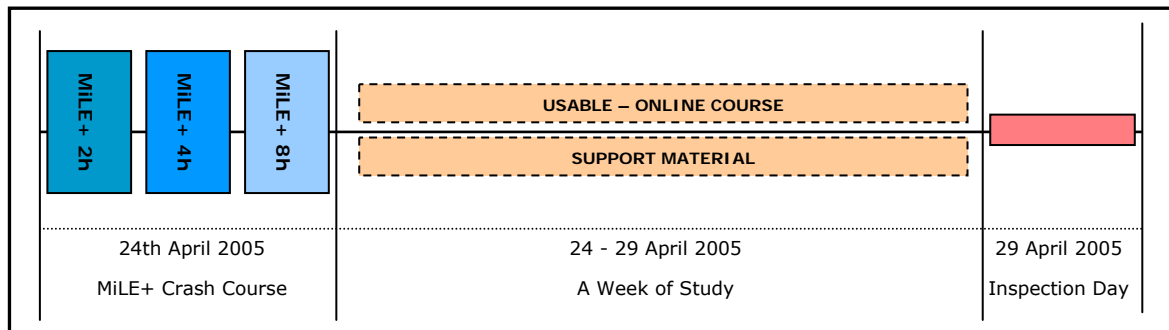 MiLE+ 2h
MiLE+ 4h
MiLE+ 8h
USABLE – ONLINE COURSE
SUPPORT MATERIAL
24th April 2005
MiLE+ Crash Course
24 - 29 April 2005
A Week of Study
29 April 2005
Inspection Day